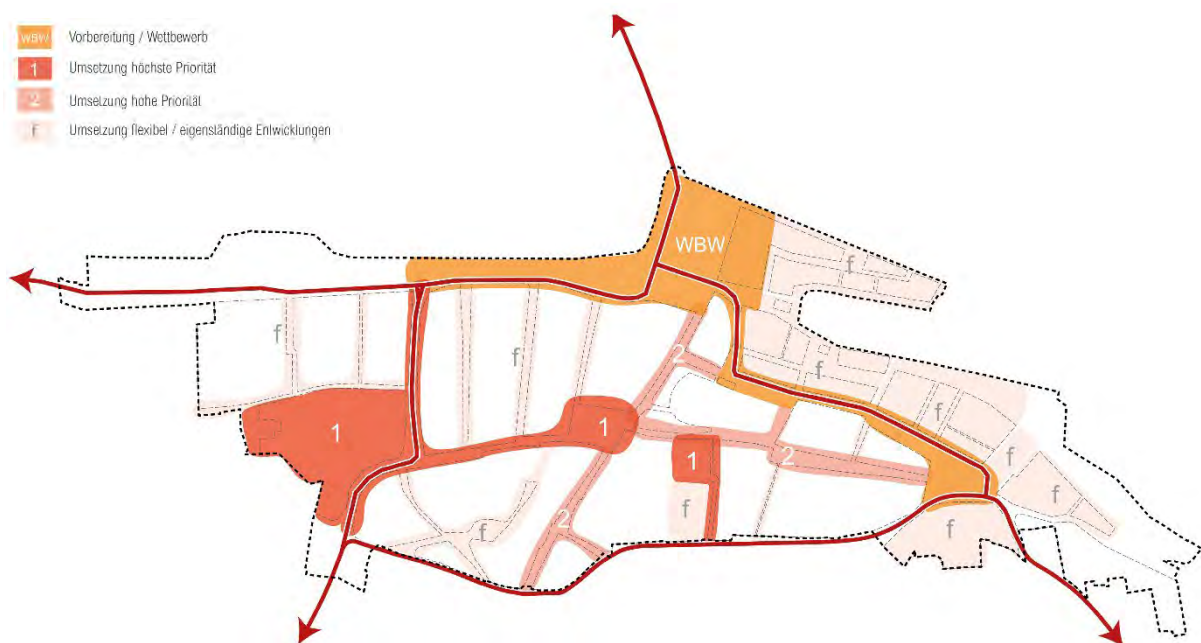 WBW Vorbereitung / Wettbewerb
1 Umsetzung höchste Priorität
2 Umsetzung hohe Priorität
f Umsetzung flexibel / eigenständige Entwicklungen
WBW
f
f
f
2
f
f
1
1
1
2
f
f
f
2
f
f